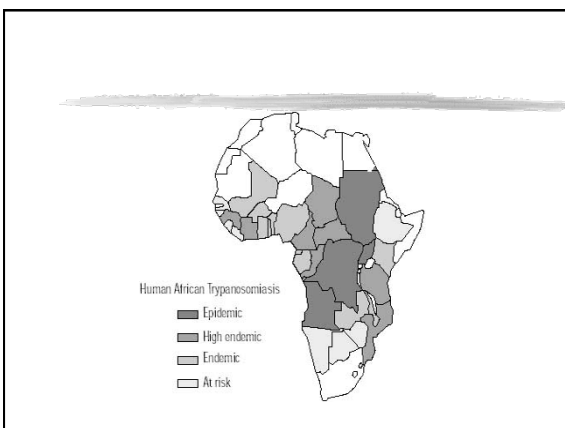 Human African Trypanosomiasis
Epidemic
High endemic
Endemic
At risk